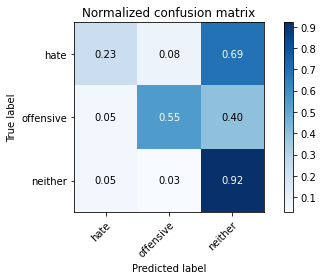 Normalized confusion matrix
True label
hate
offensive
neither
0.23 0.08 0.69
0.05 0.55 0.40
0.05 0.03 0.92
hate
offensive
neither
Predicted label
0.9
0.8
0.7
0.6
0.5
0.4
0.3
0.2
0.1